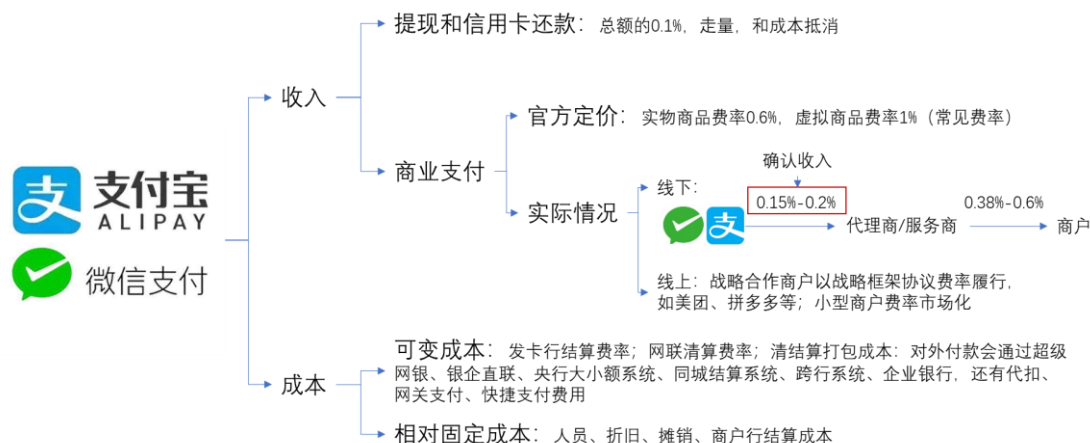 提现和信用卡还款：总额的0.1%，走量，和成本抵消
收入
官方定价：实物商品费率0.6%，虚拟商品费率1%（常见费率）
商业支付
确认收入
实际情况
线下：
0.15%-0.2%
0.38%-0.6%
支
代理商/服务商
商户
支
支付宝
ALIPAY
微信支付
线上：战略合作商户以战略框架协议费率履行，
如美团、拼多多等；小型商户费率市场化
可变成本：发卡行结算费率；网联清算费率；清结算打包成本：对外付款会通过超级
网银、银企直联、央行大小额系统、同城结算系统、跨行系统、企业银行，还有代扣、
网关支付、快捷支付费用
成本
相对固定成本：人员、折旧、摊销、商户行结算成本